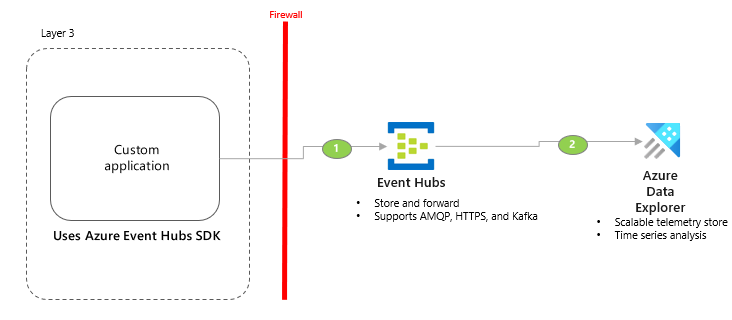 Firewall
Layer 3
Custom
application
Uses Azure Event Hubs SDK
1
Event Hubs
• Store and forward
• Supports AMQP, HTTPS, and Kafka
2
Azure
Data
Explorer
• Scalable telemetry store
• Time series analysis